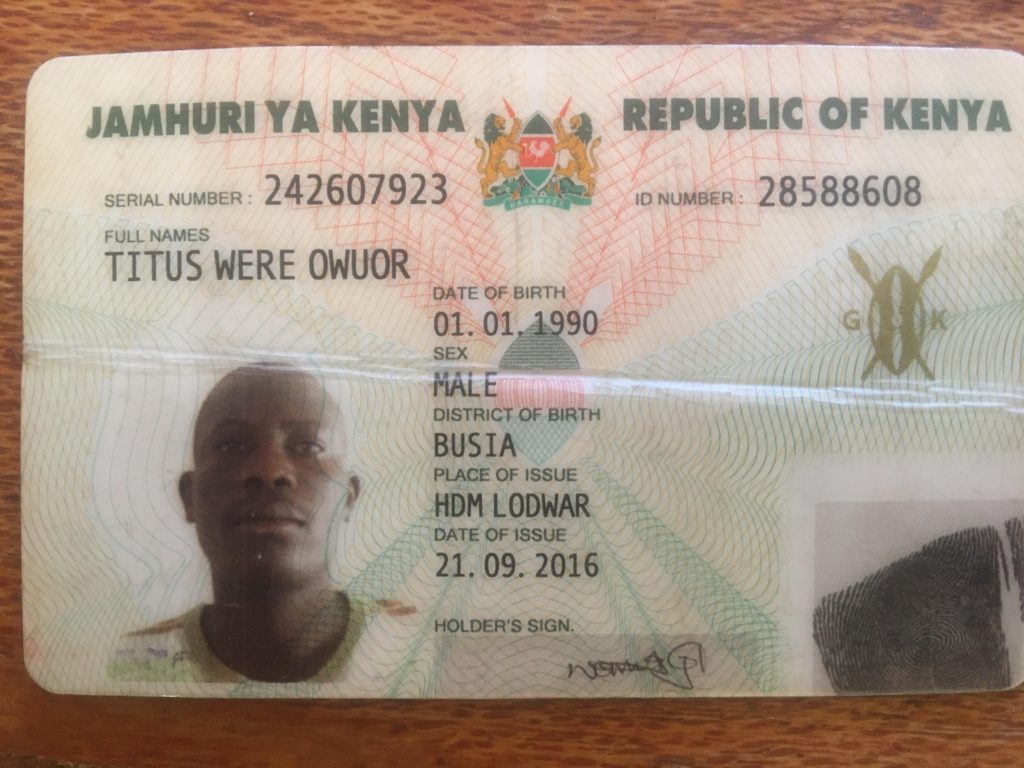 JAMHURI YA KENYA
REPUBLIC OF KENYA
SERIAL NUMBER : 242607923
ID NUMBER : 28588608
FULL NAMES
TITUS WERE OWUOR
DATE OF BIRTH
01. 01. 1990
SEX
MALE
DISTRICT OF BIRTH
BUSIA
PLACE OF ISSUE
HDM LODWAR
DATE OF ISSUE
21. 09. 2016
HOLDER'S SIGN.
G K
HARAMBEE